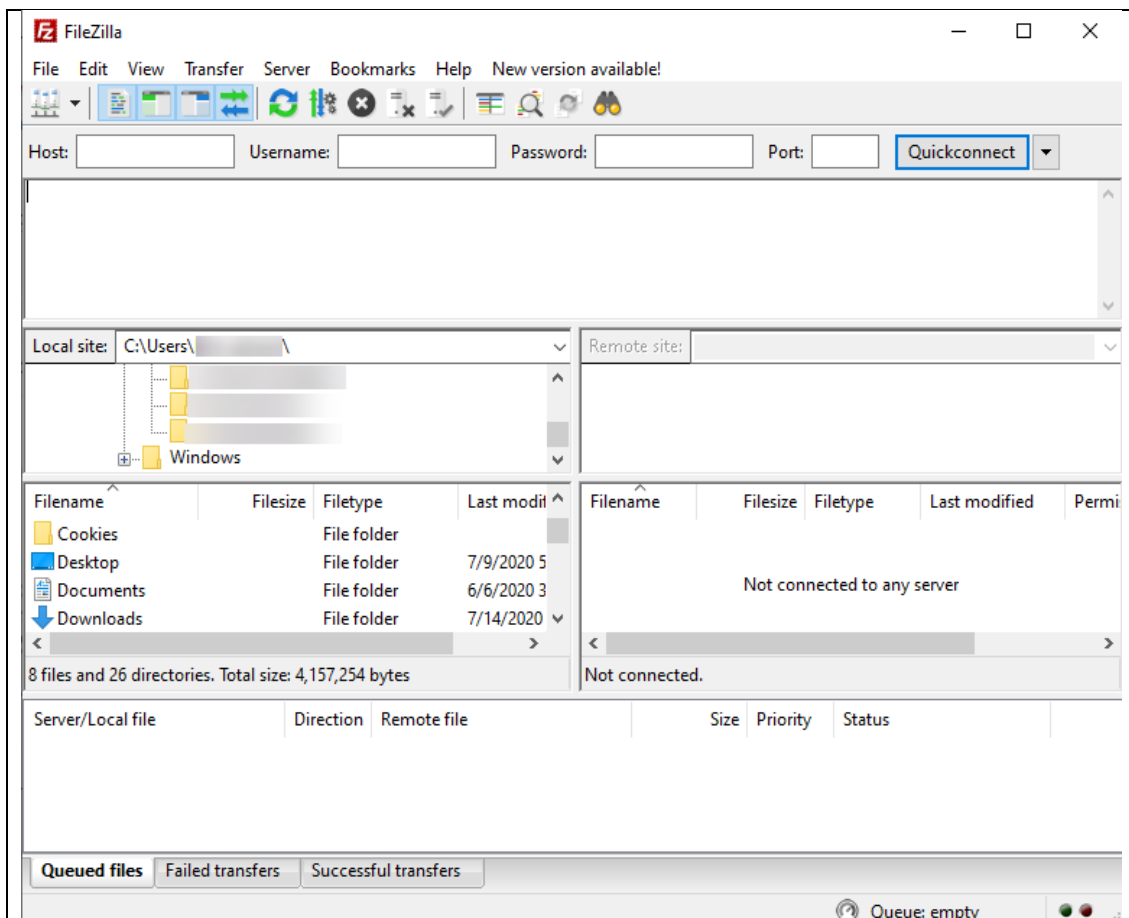 FileZilla
File Edit View Transfer Server Bookmarks Help New version available!
Host: Username: Password: Port: Quickconnect
Local site: C:\Users\ \
Remote site:
Windows
Filename Filesize Filetype Last modif
Cookies File folder
Desktop File folder 7/9/2020 5
Documents File folder 6/6/2020 3
Downloads File folder 7/14/2020
8 files and 26 directories. Total size: 4,157,254 bytes
Filename Filesize Filetype Last modified Permis
Not connected to any server
Not connected.
Server/Local file Direction Remote file Size Priority Status
Queued files Failed transfers Successful transfers
Queue: empty